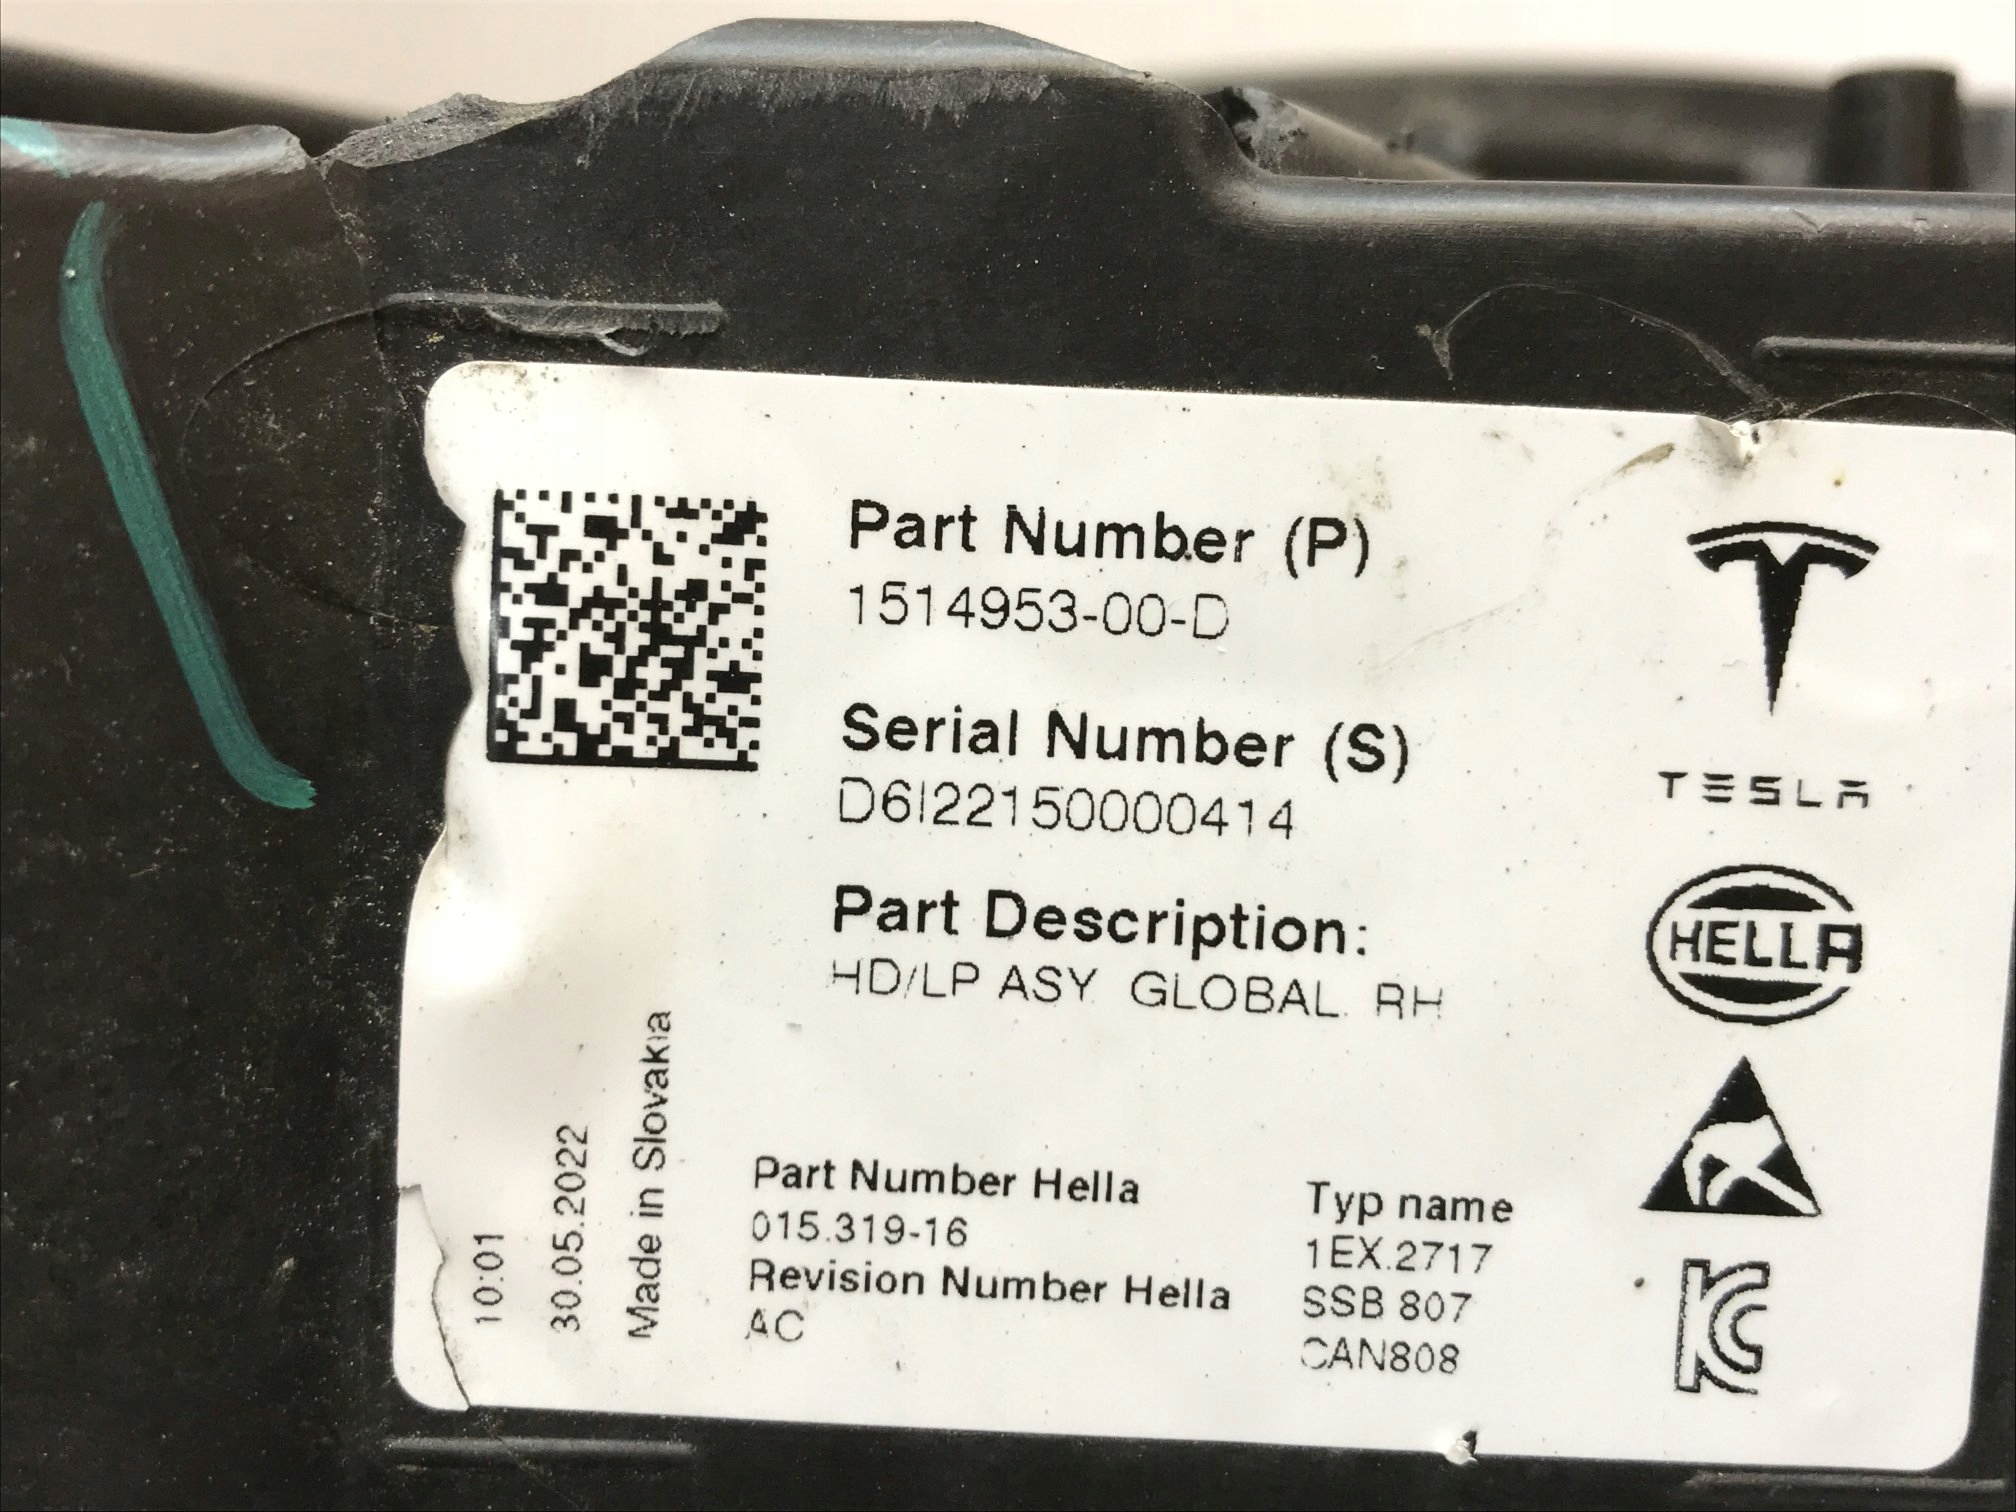 Part Number (P)
1514953-00-D
Serial Number (S)
D6I22150000414
Part Description:
HD/LP ASY GLOBAL RH
TESLA
HELLA
10:01
30.05.2022
Made in Slovakia
Part Number Hella
015.319-16
Revision Number Hella
AC
Typ name
1EX.2717
SSB 807
CAN808